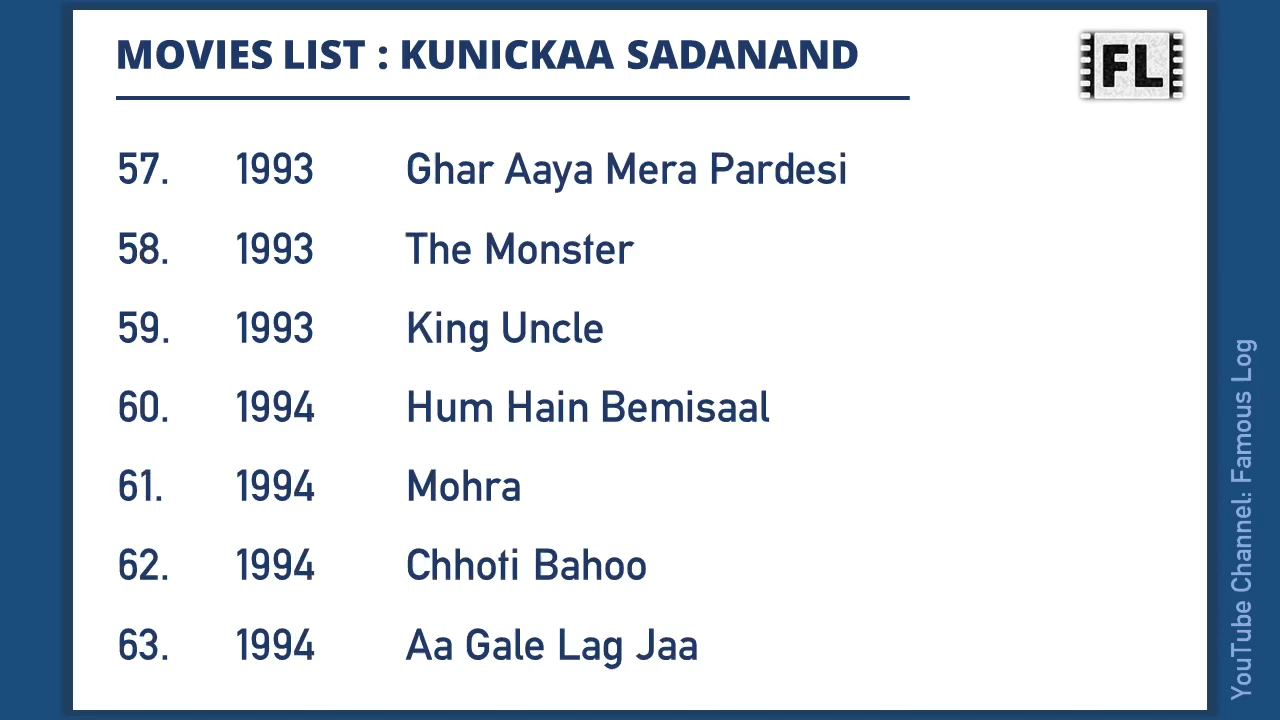 MOVIES LIST : KUNICKAA SADANAND
FL
57. 1993 Ghar Aaya Mera Pardesi
58. 1993 The Monster
59. 1993 King Uncle
60. 1994 Hum Hain Bemisaal
61. 1994 Mohra
62. 1994 Chhoti Bahoo
63. 1994 Aa Gale Lag Jaa
YouTube Channel: Famous Log